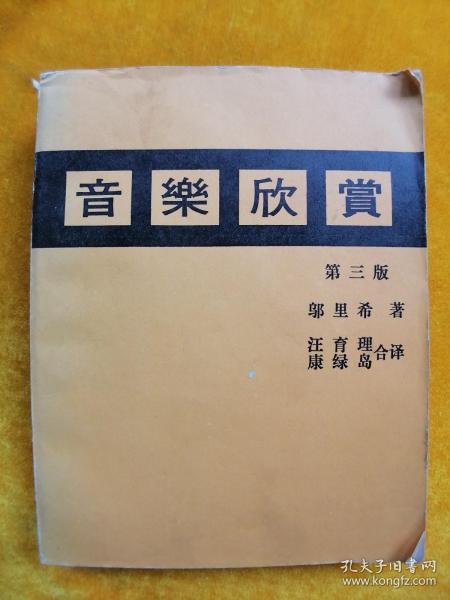 音樂欣賞
第三版
邬里希 著
汪育理
康绿岛 合译
孔夫子旧书网
www.kongfz.com